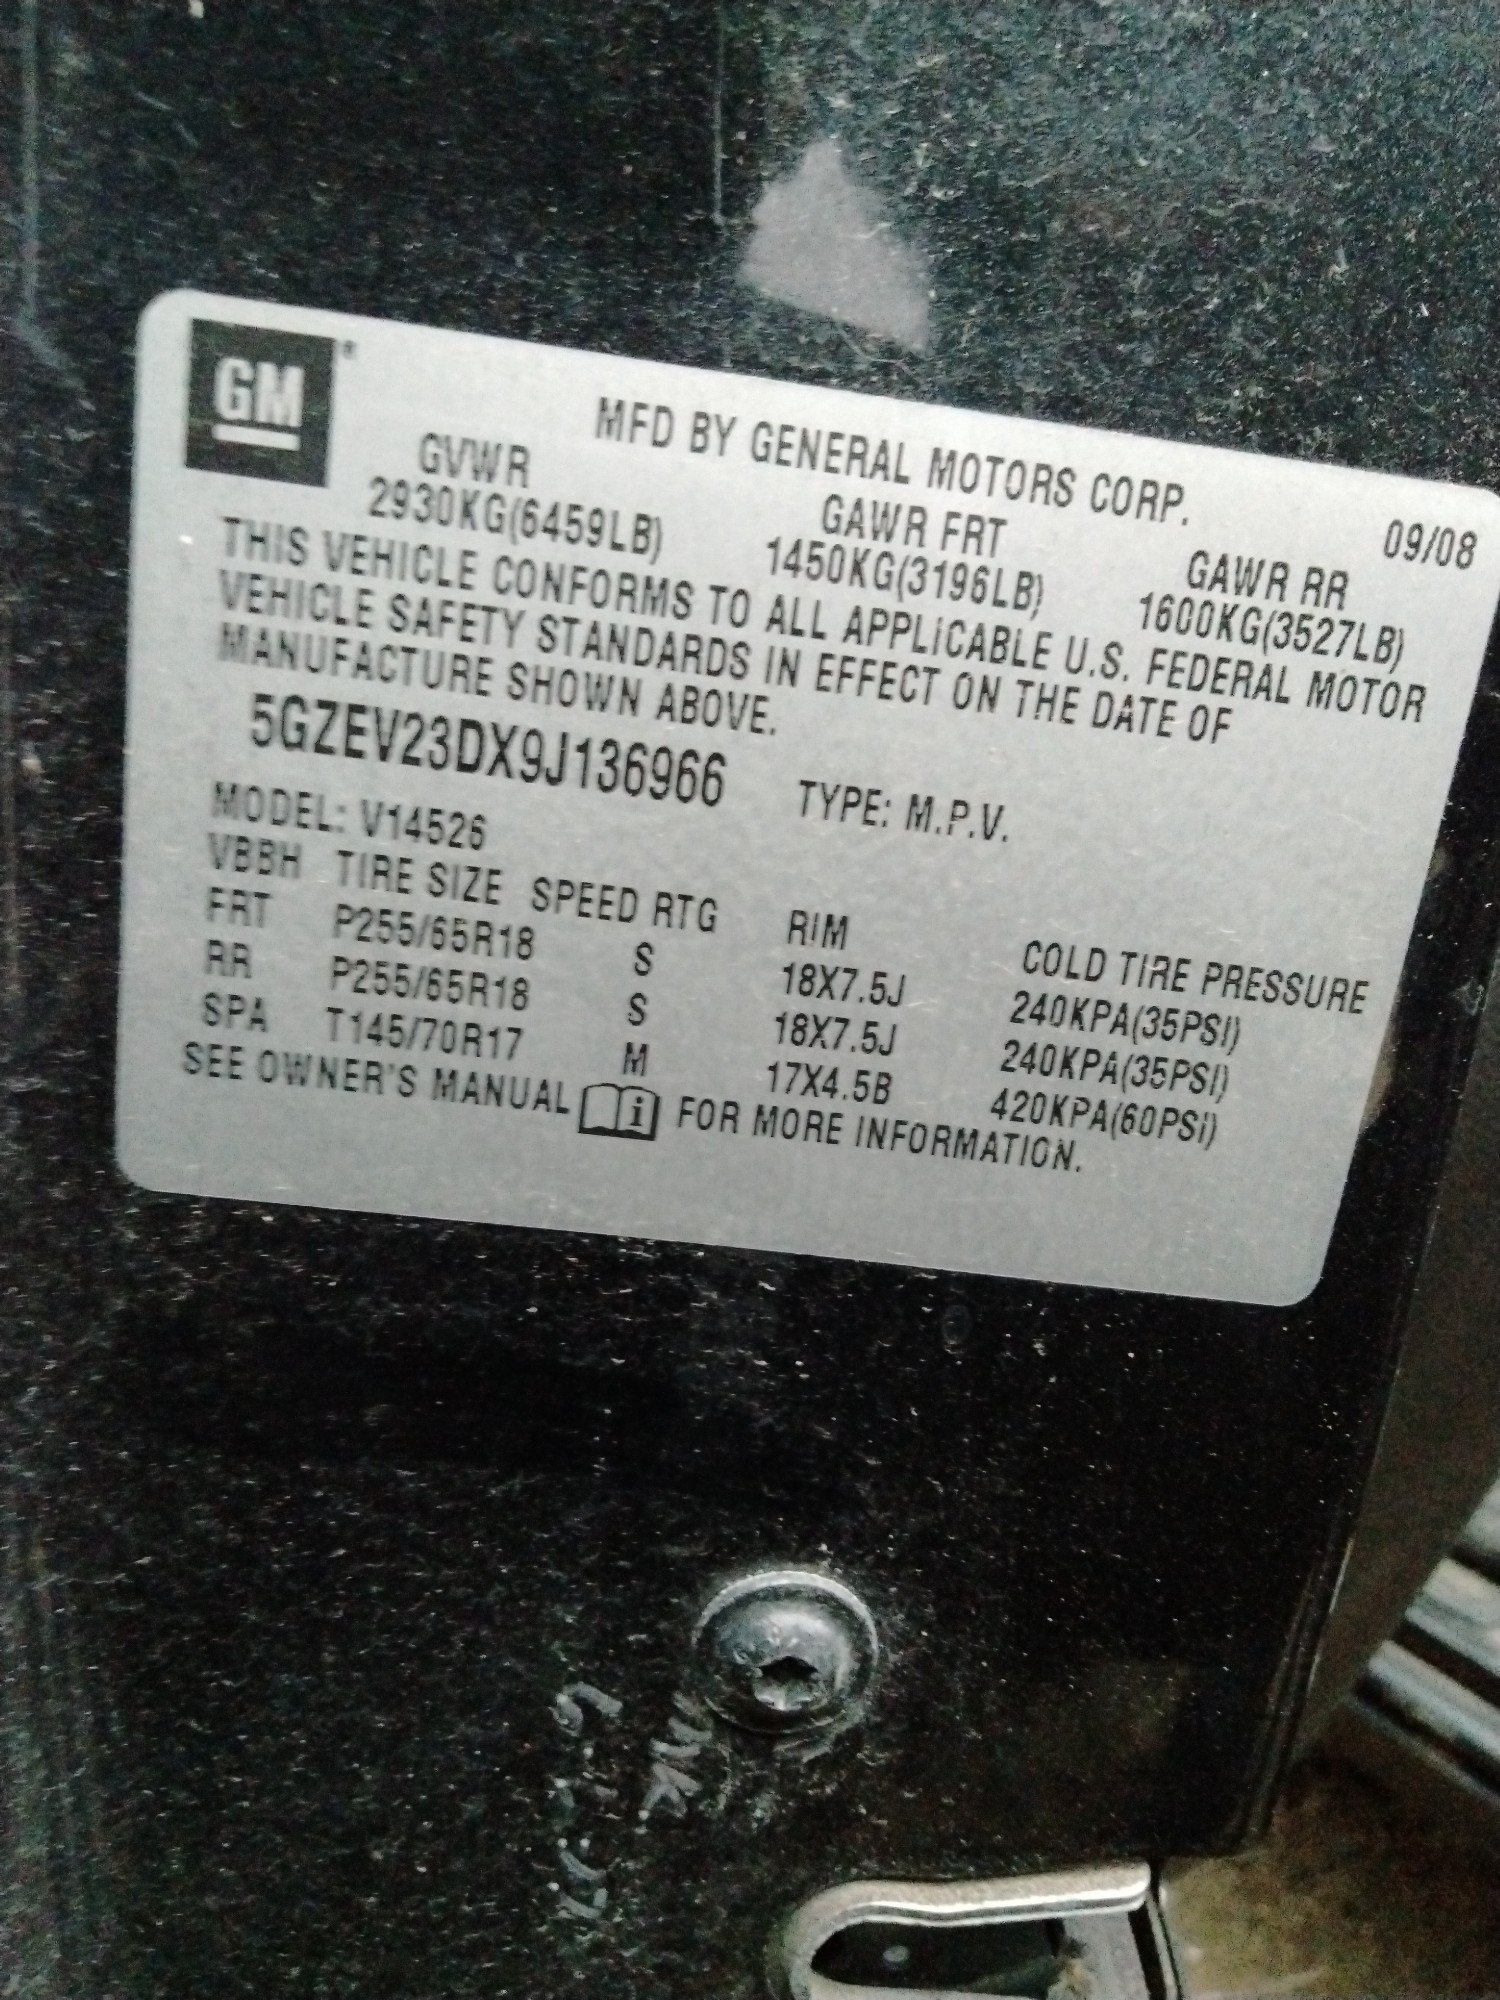 GM
MFD BY GENERAL MOTORS CORP. 09/08
GVWR GAWR FRT GAWR RR
2930KG(6459LB) 1450KG(3196LB) 1600KG(3527LB)
THIS VEHICLE CONFORMS TO ALL APPLICABLE U.S. FEDERAL MOTOR
VEHICLE SAFETY STANDARDS IN EFFECT ON THE DATE OF
MANUFACTURE SHOWN ABOVE.
5GZEV23DX9J136966 TYPE: M.P.V.
MODEL: V14526
VBBH TIRE SIZE SPEED RTG RIM COLD TIRE PRESSURE
FRT P255/65R18 S 18X7.5J 240KPA(35PSI)
RR P255/65R18 S 18X7.5J 240KPA(35PSI)
SPA T145/70R17 M 17X4.5B 420KPA(60PSI)
SEE OWNER'S MANUAL i FOR MORE INFORMATION.